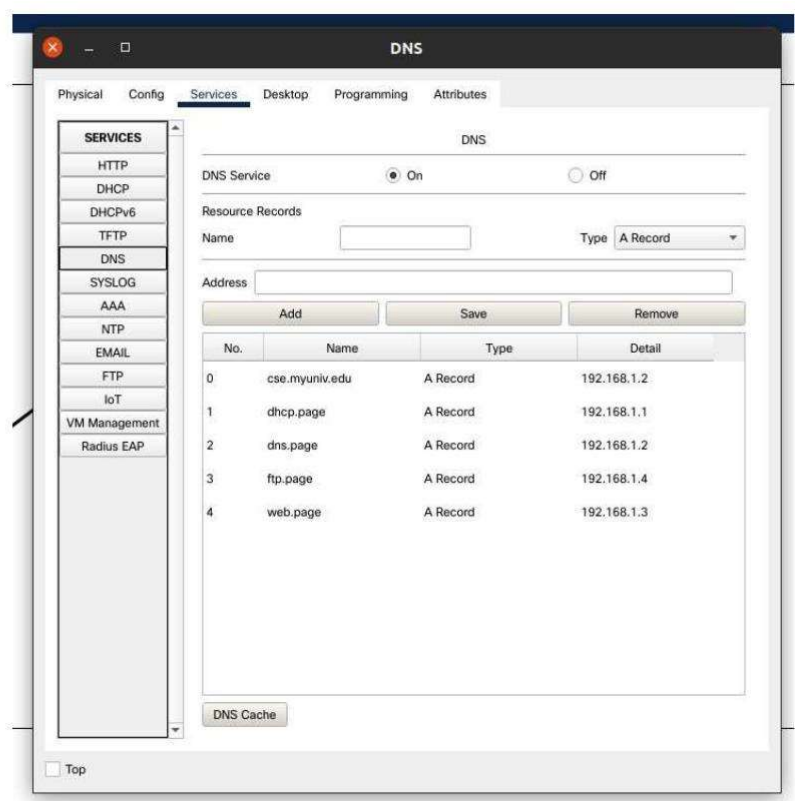 DNS
Physical Config Services Desktop Programming Attributes
SERVICES
HTTP
DHCP
DHCPv6
TFTP
DNS
SYSLOG
AAA
NTP
EMAIL
FTP
IoT
VM Management
Radius EAP
DNS
DNS Service On Off
Resource Records
Name Type A Record
Address
Add Save Remove
No. Name Type Detail
0 cse.myuniv.edu A Record 192.168.1.2
1 dhcp.page A Record 192.168.1.1
2 dns.page A Record 192.168.1.2
3 ftp.page A Record 192.168.1.4
4 web.page A Record 192.168.1.3
DNS Cache
Top